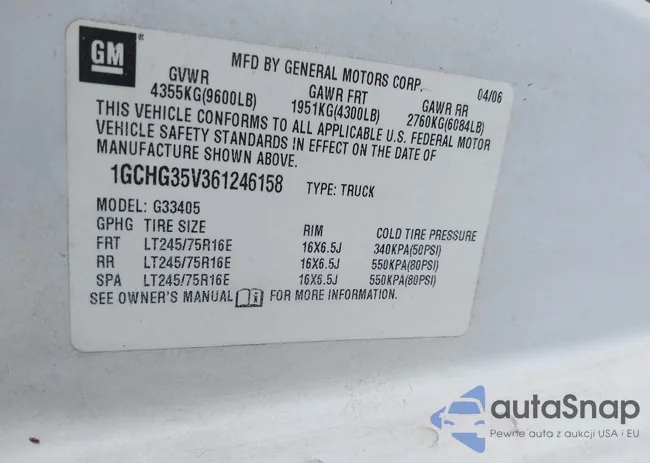 GM
MFD BY GENERAL MOTORS CORP. 04/06
GVWR GAWR FRT GAWR RR
4355KG(9600LB) 1951KG(4300LB) 2760KG(6084LB)
THIS VEHICLE CONFORMS TO ALL APPLICABLE U.S. FEDERAL MOTOR
VEHICLE SAFETY STANDARDS IN EFFECT ON THE DATE OF
MANUFACTURE SHOWN ABOVE.
1GCHG35V361246158 TYPE: TRUCK
MODEL: G33405
GPHG TIRE SIZE RIM COLD TIRE PRESSURE
FRT LT245/75R16E 16X6.5J 340KPA(50PSI)
RR LT245/75R16E 16X6.5J 550KPA(80PSI)
SPA LT245/75R16E 16X6.5J 550KPA(80PSI)
SEE OWNER'S MANUAL FOR MORE INFORMATION.
autaSnap
Pewne auta z aukcji USA i EU